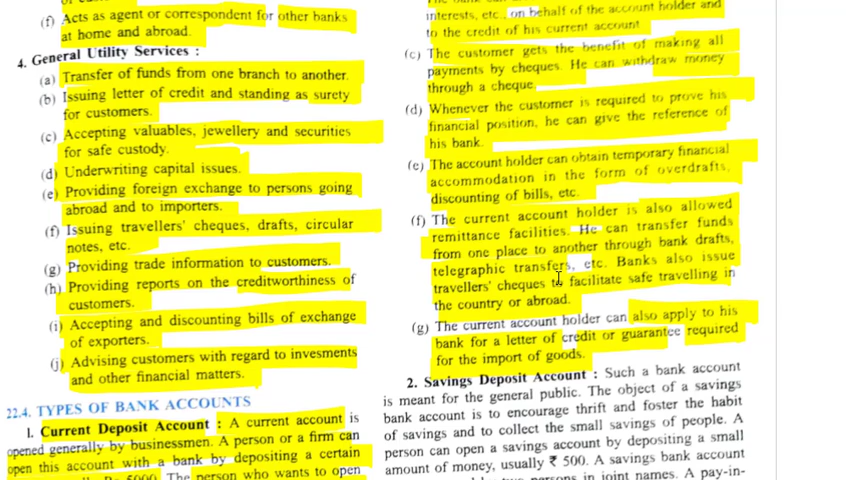 (f) Acts as agent or correspondent for other banks
at home and abroad.
4. General Utility Services :
(a) Transfer of funds from one branch to another.
(b) Issuing letter of credit and standing as surety
for customers.
(c) Accepting valuables, jewellery and securities
for safe custody.
(d) Underwriting capital issues.
(e) Providing foreign exchange to persons going
abroad and to importers.
(f) Issuing travellers' cheques, drafts, circular
notes, etc.
(g) Providing trade information to customers.
(h) Providing reports on the creditworthiness of
customers.
(i) Accepting and discounting bills of exchange
of exporters.
(j) Advising customers with regard to invesments
and other financial matters.
22.4. TYPES OF BANK ACCOUNTS
1. Current Deposit Account : A current account is
opened generally by businessmen. A person or a firm can
open this account with a bank by depositing a certain
Rs 5000. The person who wants to open
interests, etc., on behalf of the account holder and
to the credit of his current account
(c) The customer gets the benefit of making all
payments by cheques. He can withdraw money
through a cheque.
(d) Whenever the customer is required to prove his
financial position, he can give the reference of
his bank.
(e) The account holder can obtain temporary financial
accommodation in the form of overdrafts,
discounting of bills, etc.
(f) The current account holder is also allowed
remittance facilities. He can transfer funds
from one place to another through bank drafts,
telegraphic transfers, etc. Banks also issue
travellers' cheques to facilitate safe travelling in
the country or abroad.
(g) The current account holder can also apply to his
bank for a letter of credit or guarantee required
for the import of goods.
2. Savings Deposit Account : Such a bank account
is meant for the general public. The object of a savings
bank account is to encourage thrift and foster the habit
of savings and to collect the small savings of people. A
person can open a savings account by depositing a small
amount of money, usually ₹ 500. A savings bank account
persons in joint names. A pay-in-